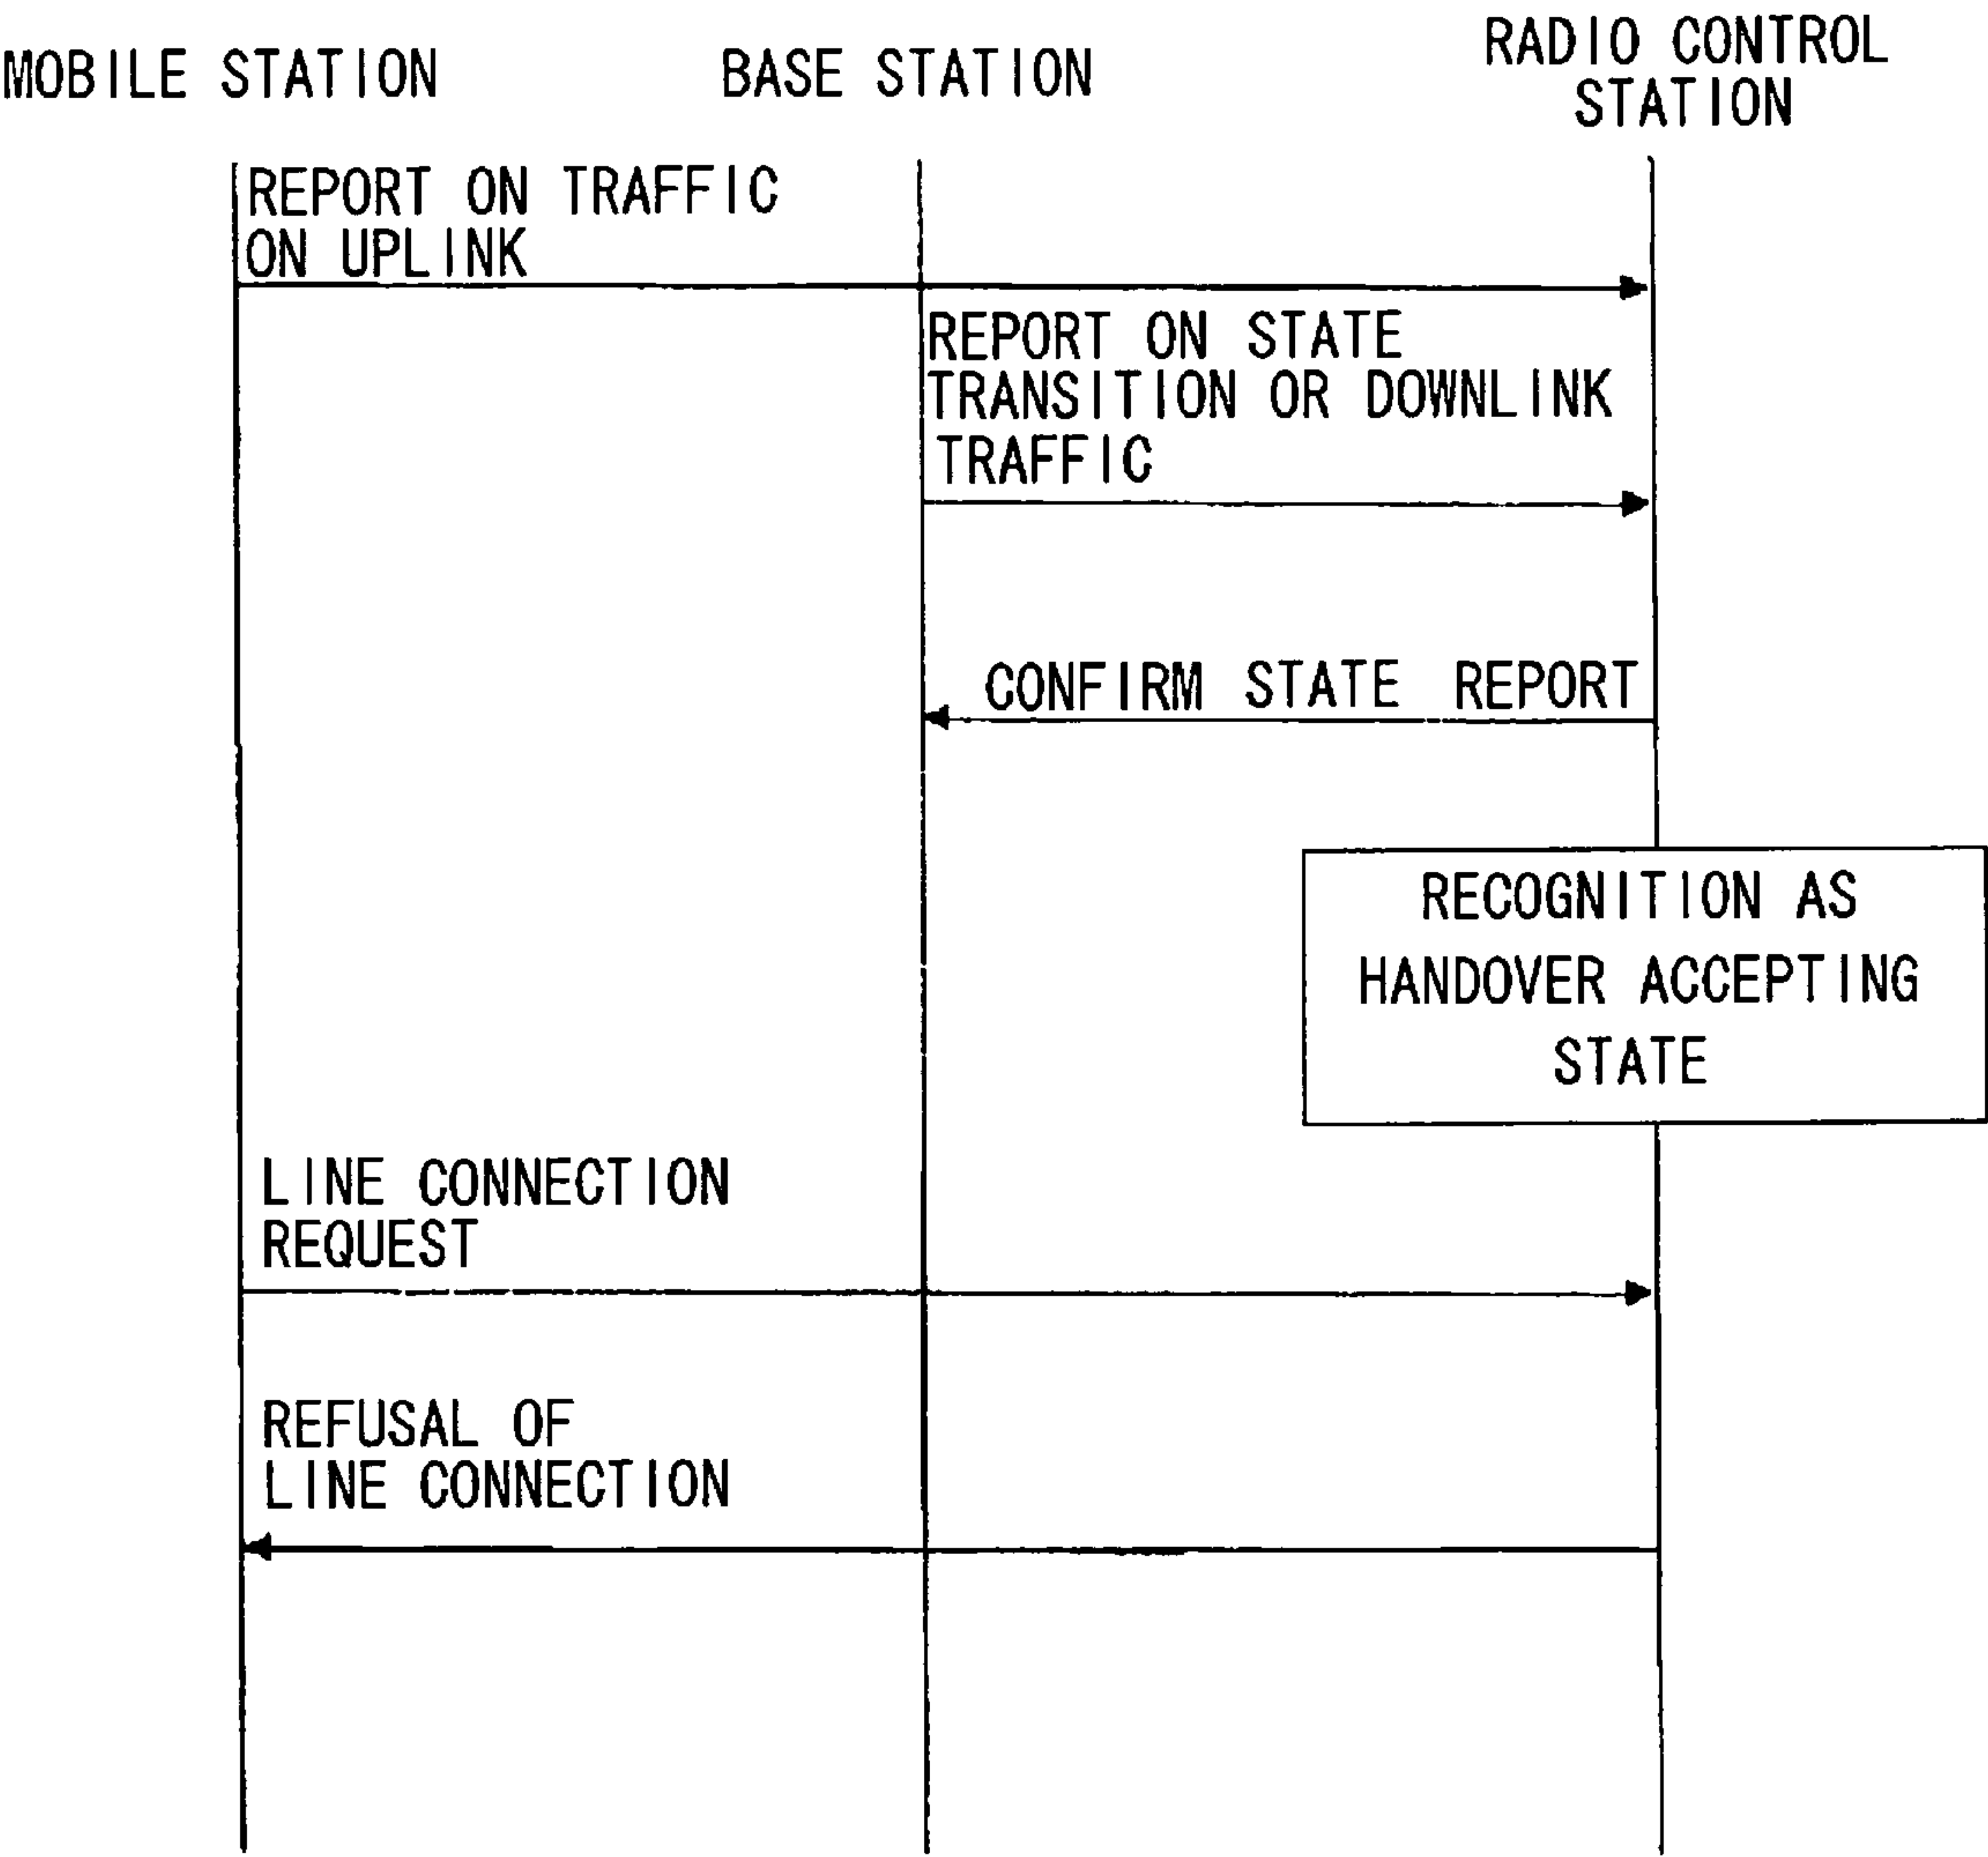 MOBILE STATION
BASE STATION
RADIO CONTROL
STATION
REPORT ON TRAFFIC
ON UPLINK
REPORT ON STATE
TRANSITION OR DOWNLINK
TRAFFIC
CONFIRM STATE REPORT
RECOGNITION AS
HANDOVER ACCEPTING
STATE
LINE CONNECTION
REQUEST
REFUSAL OF
LINE CONNECTION